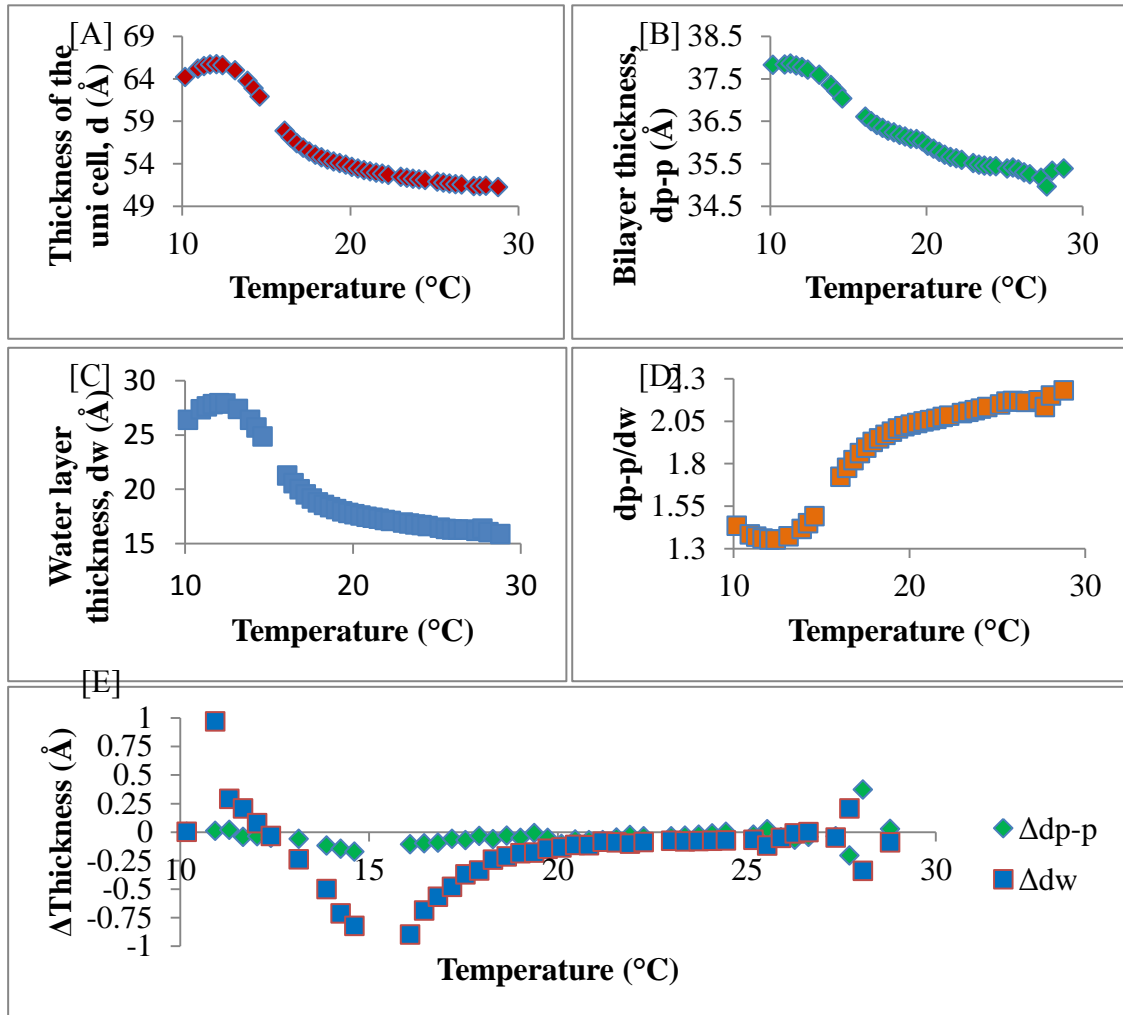 [A]
Thickness of the
uni cell, d (Å)
69
64
59
54
49
10 20 30
Temperature (°C)
[B]
Bilayer thickness,
dp-p (Å)
38.5
37.5
36.5
35.5
34.5
10 20 30
Temperature (°C)
[C]
Water layer
thickness, dw (Å)
30
25
20
15
10 20 30
Temperature (°C)
[D]
dp-p/dw
2.3
2.05
1.8
1.55
1.3
10 20 30
Temperature (°C)
[E]
ΔThickness (Å)
1
0.75
0.5
0.25
0
-0.25
-0.5
-0.75
-1
10 15 20 25 30
Temperature (°C)
Δdp-p
Δdw